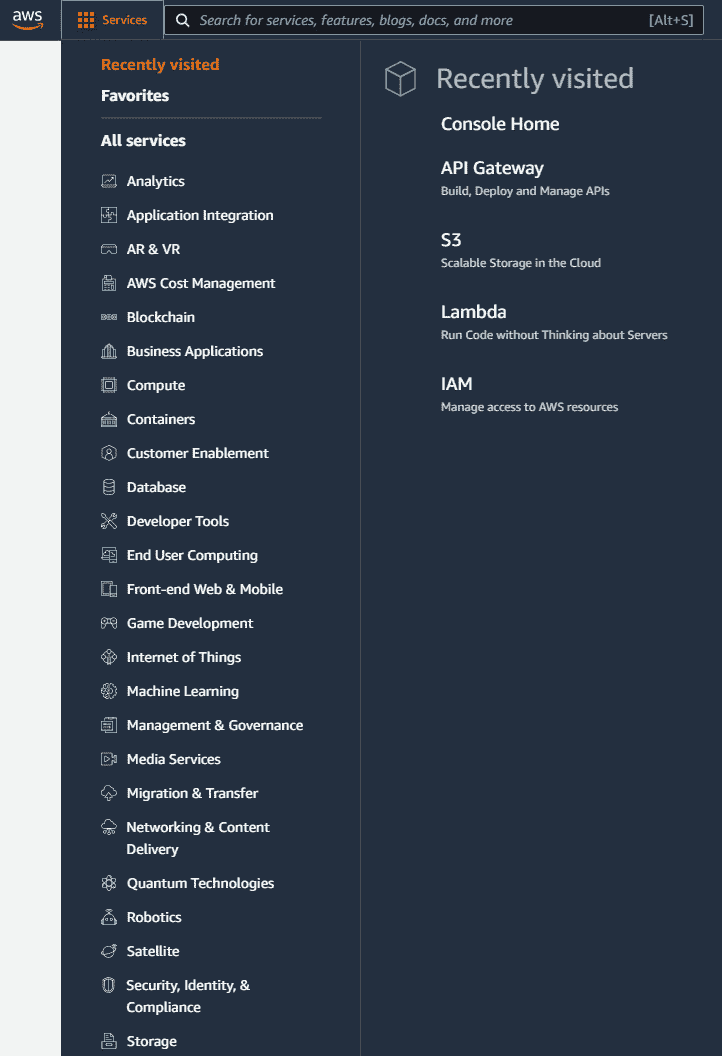 aws
Services
Search for services, features, blogs, docs, and more
[Alt+S]
Recently visited
Favorites
All services
Analytics
Application Integration
AR & VR
AWS Cost Management
Blockchain
Business Applications
Compute
Containers
Customer Enablement
Database
Developer Tools
End User Computing
Front-end Web & Mobile
Game Development
Internet of Things
Machine Learning
Management & Governance
Media Services
Migration & Transfer
Networking & Content
Delivery
Quantum Technologies
Robotics
Satellite
Security, Identity, &
Compliance
Storage
Recently visited
Console Home
API Gateway
Build, Deploy and Manage APIs
S3
Scalable Storage in the Cloud
Lambda
Run Code without Thinking about Servers
IAM
Manage access to AWS resources